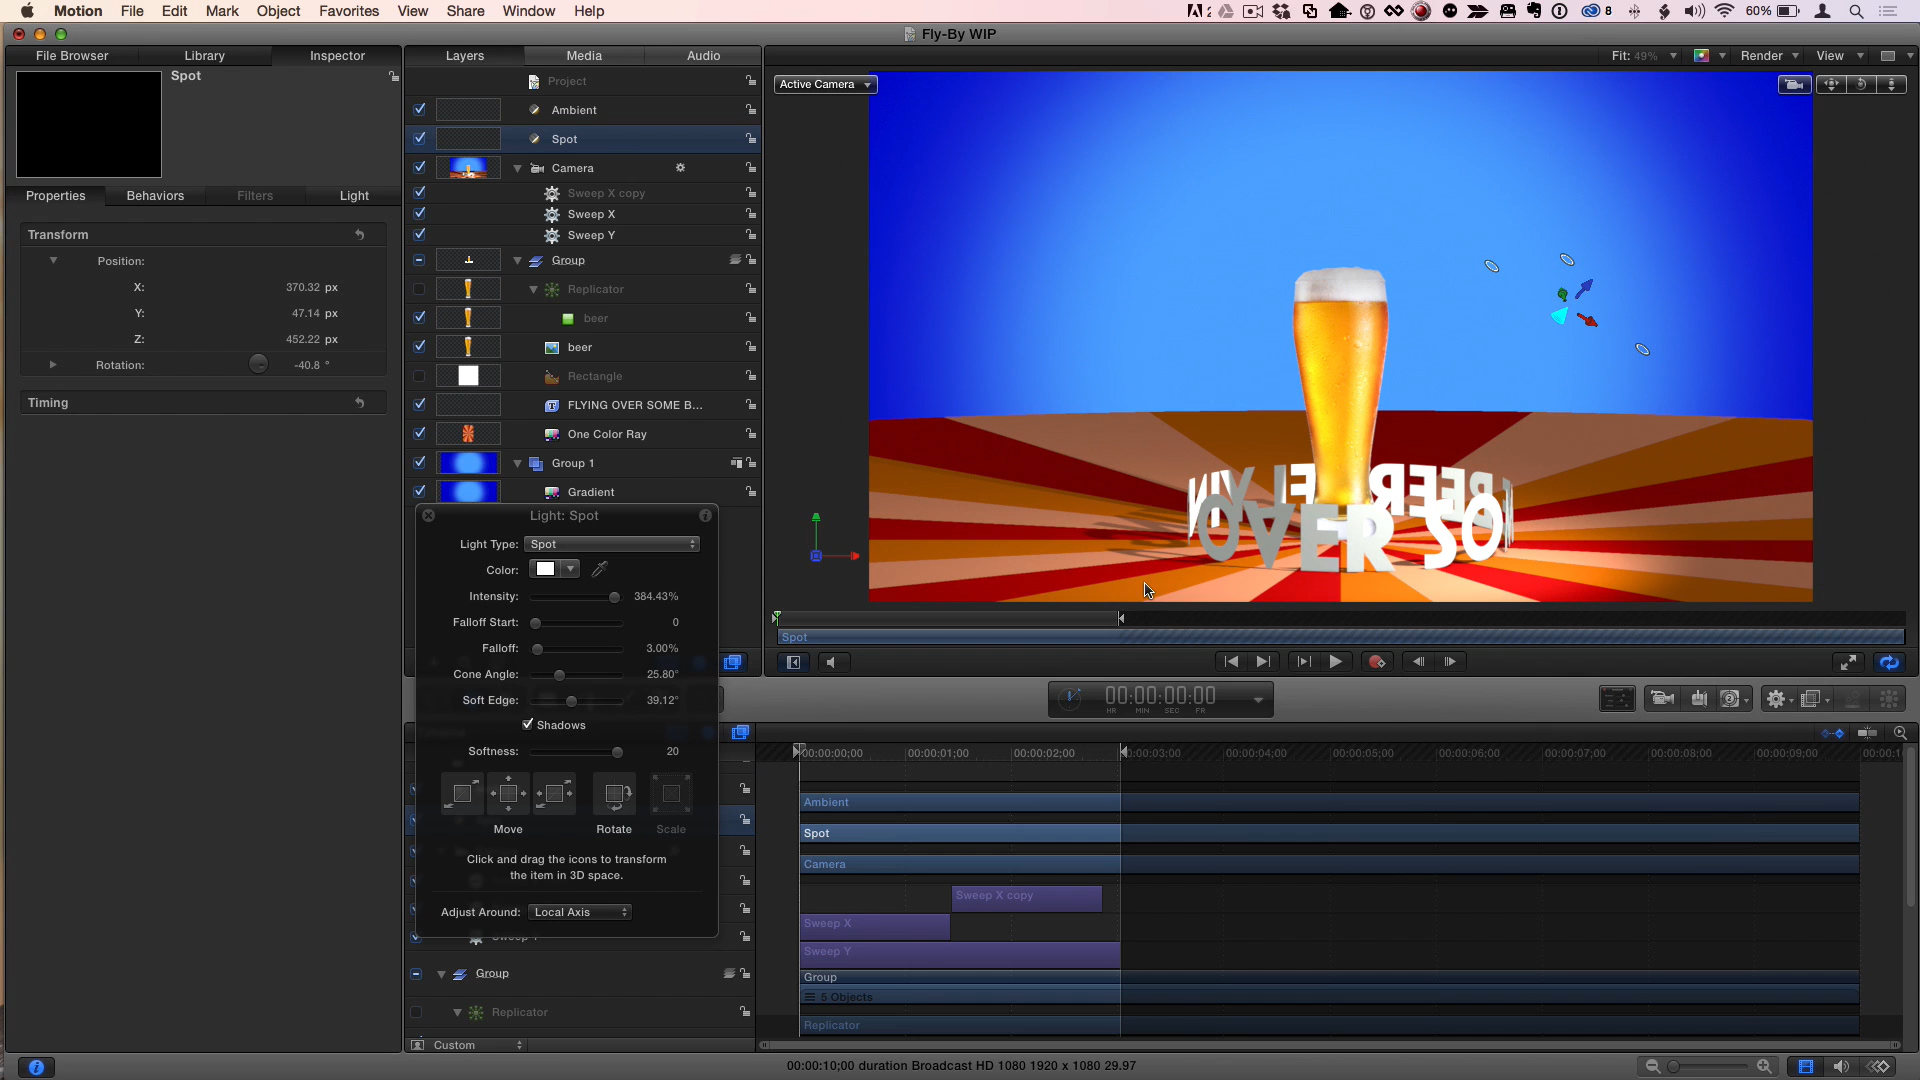 Motion File Edit Mark Object Favorites View Share Window Help
2 8 60%
Fly-By WIP
File Browser Library Inspector
Layers Media Audio
Fit: 49% Render View
Spot
Active Camera
Project
Ambient
Spot
Camera
Sweep X copy
Sweep X
Sweep Y
Group
Replicator
beer
beer
Rectangle
FLYING OVER SOME B...
One Color Ray
Group 1
Gradient
Properties Behaviors Filters Light
Transform
Position:
X: 370.32 px
Y: 47.14 px
Z: 452.22 px
Rotation: -40.8 °
Timing
BEER
OVER SO
Light: Spot
Light Type: Spot
Color:
Intensity: 384.43%
Falloff Start: 0
Falloff: 3.00%
Cone Angle: 25.80°
Soft Edge: 39.12°
Shadows
Softness: 20
Move Rotate Scale
Click and drag the icons to transform
the item in 3D space.
Adjust Around: Local Axis
Spot
00:00:00:00
HR MIN SEC FR
00:00:00;00 00:00:01;00 00:00:02;00 0:00:03;00 00:00:04;00 00:00:05;00 00:00:06;00 00:00:07;00 00:00:08;00 00:00:09;00 00:00:1
Ambient
Spot
Camera
Sweep X copy
Sweep X
Sweep Y
Group
5 Objects
Replicator
Group
Replicator
Custom
00:00:10;00 duration Broadcast HD 1080 1920 x 1080 29.97